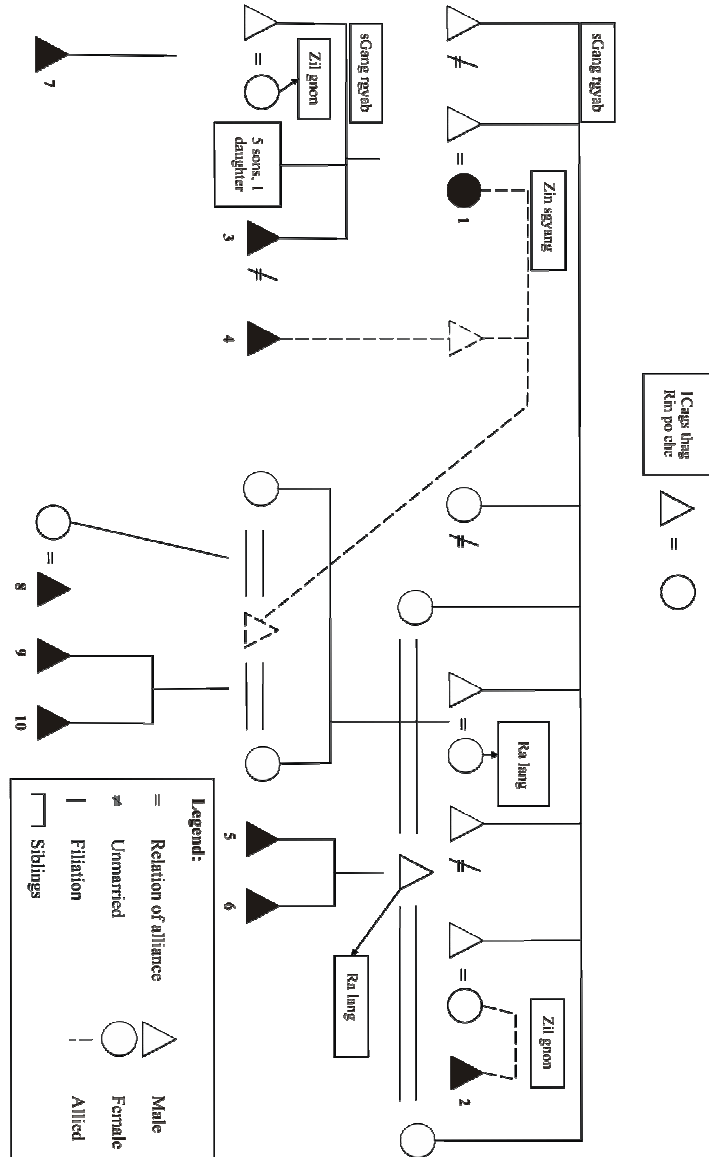 lCags thag
Rin po che
=
sGang rgyab
Zin sgyang
Zil gnon
Ra lang
≠ = ≠ = ≠ =
1
2
sGang rgyab
Ra lang
Zil gnon
=
5 sons, 1
daughter
≠
3
4
5
6
=
7
8
9
10
Legend:
= Relation of alliance
Male
≠ Unmarried
Female
Filiation
Allied
Siblings